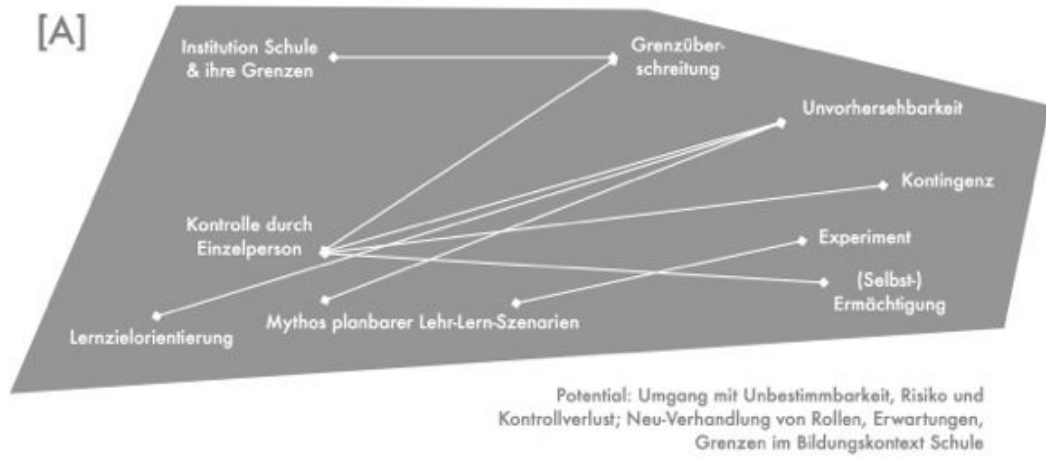 [A]
Institution Schule
& ihre Grenzen
Grenzüber-
schreitung
Unvorhersehbarkeit
Kontingenz
Kontrolle durch
Einzelperson
Experiment
(Selbst-)
Ermächtigung
Mythos planbarer Lehr-Lern-Szenarien
Lernzielorientierung
Potential: Umgang mit Unbestimmbarkeit, Risiko und
Kontrollverlust; Neu-Verhandlung von Rollen, Erwartungen,
Grenzen im Bildungskontext Schule